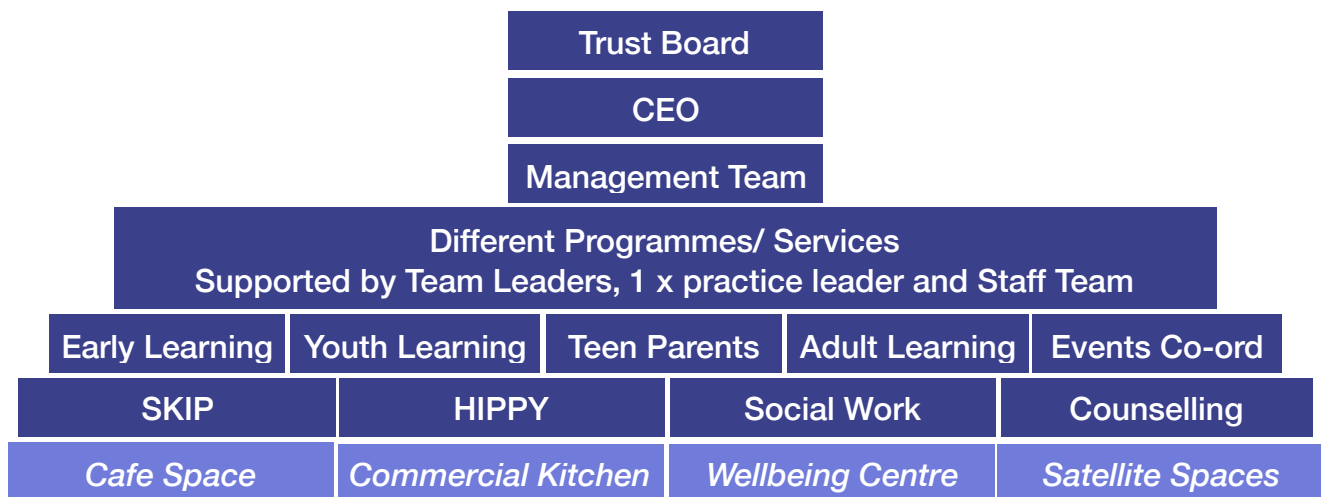 Trust Board
CEO
Management Team
Different Programmes/ Services
Supported by Team Leaders, 1 x practice leader and Staff Team
Early Learning
Youth Learning
Teen Parents
Adult Learning
Events Co-ord
SKIP
HIPPY
Social Work
Counselling
Cafe Space
Commercial Kitchen
Wellbeing Centre
Satellite Spaces